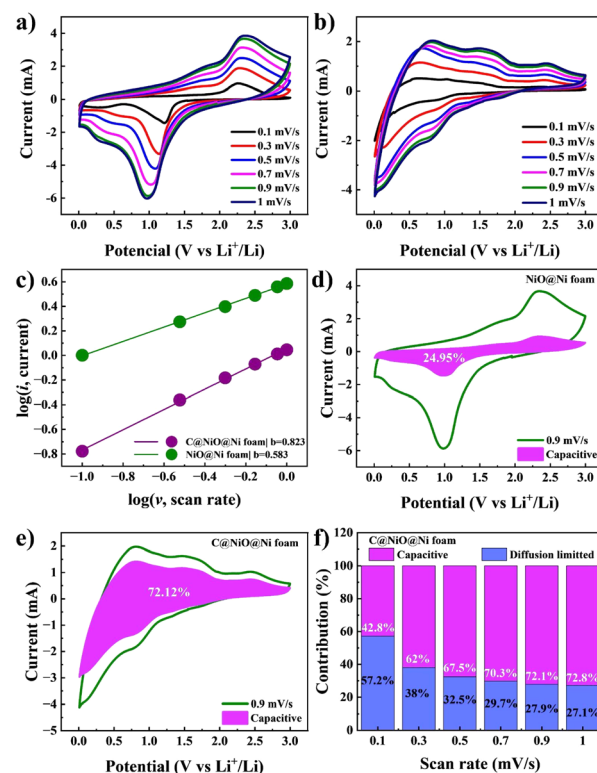 a)
4
2
0
-2
-4
-6
Current (mA)
0.1 mV/s
0.3 mV/s
0.5 mV/s
0.7 mV/s
0.9 mV/s
1 mV/s
0.0 0.5 1.0 1.5 2.0 2.5 3.0
Potencial (V vs Li⁺/Li)
b)
2
0
-2
-4
Current (mA)
0.1 mV/s
0.3 mV/s
0.5 mV/s
0.7 mV/s
0.9 mV/s
1 mV/s
0.0 0.5 1.0 1.5 2.0 2.5 3.0
Potencial (V vs Li⁺/Li)
c)
0.6
0.4
0.2
0.0
−0.2
−0.4
−0.6
−0.8
log(i, current)
C@NiO@Ni foam| b=0.823
NiO@Ni foam| b=0.583
−1.0 −0.8 −0.6 −0.4 −0.2 0.0
log(v, scan rate)
d)
NiO@Ni foam
4
2
0
-2
-4
-6
Current (mA)
24.95%
0.9 mV/s
Capacitive
0.0 0.5 1.0 1.5 2.0 2.5 3.0
Potential (V vs Li⁺/Li)
e)
C@NiO@Ni foam
2
1
0
-1
-2
-3
-4
-5
Current (mA)
72.12%
0.9 mV/s
Capacitive
0.0 0.5 1.0 1.5 2.0 2.5 3.0
Potential (V vs Li⁺/Li)
f)
120
100
80
60
40
20
0
Contribution (%)
C@NiO@Ni foam
Capacitive
Diffusion limitted
42.8% 62% 67.5% 70.3% 72.1% 72.8%
57.2% 38% 32.5% 29.7% 27.9% 27.1%
0.1 0.3 0.5 0.7 0.9 1
Scan rate (mV/s)